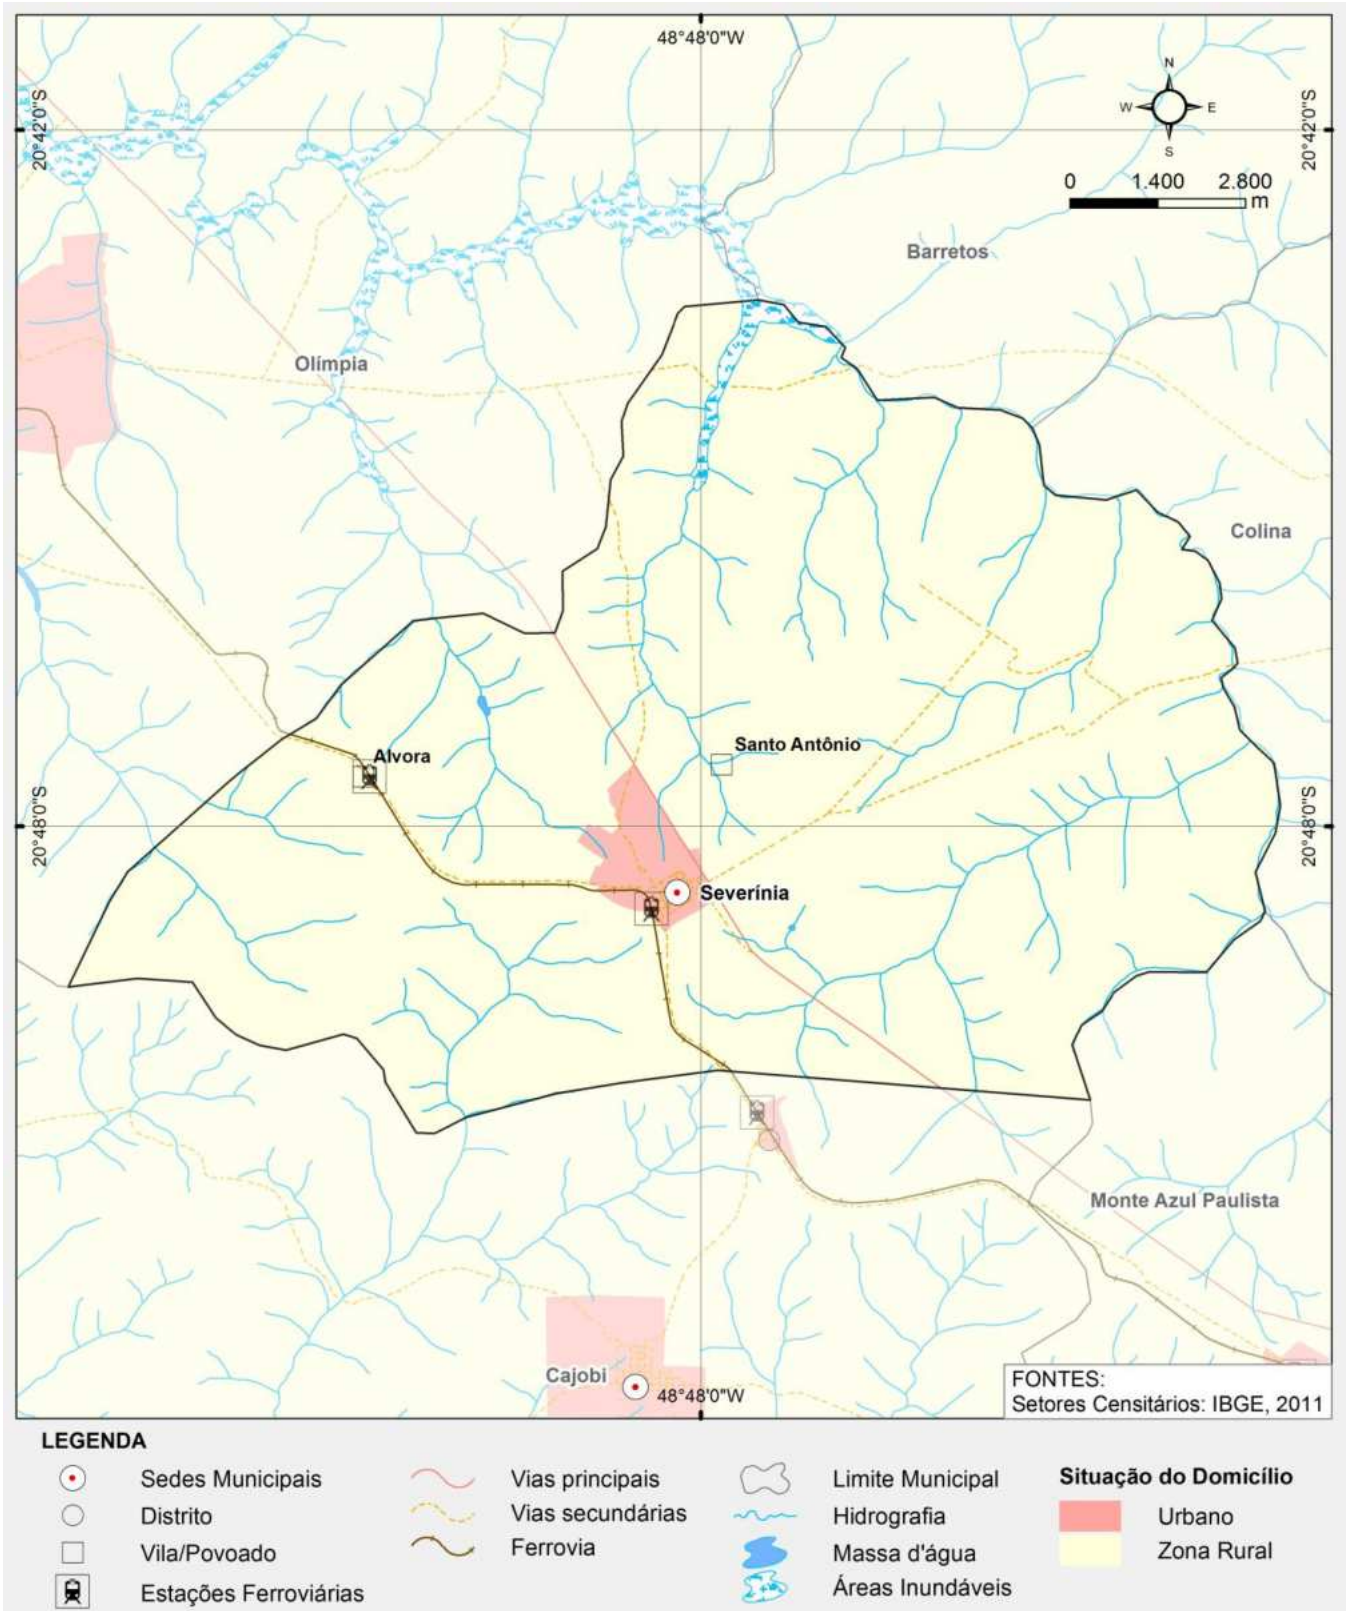 48°48'0"W
N
W E
S
20°42'0"S
20°42'0"S
0 1.400 2.800
m
Barretos
Olímpia
Colina
Santo Antônio
Alvora
20°48'0"S
20°48'0"S
Severínia
Monte Azul Paulista
Cajobi
48°48'0"W
FONTES:
Setores Censitários: IBGE, 2011
LEGENDA
Sedes Municipais
Distrito
Vila/Povoado
Estações Ferroviárias
Vias principais
Vias secundárias
Ferrovia
Limite Municipal
Hidrografia
Massa d'água
Áreas Inundáveis
Situação do Domicílio
Urbano
Zona Rural